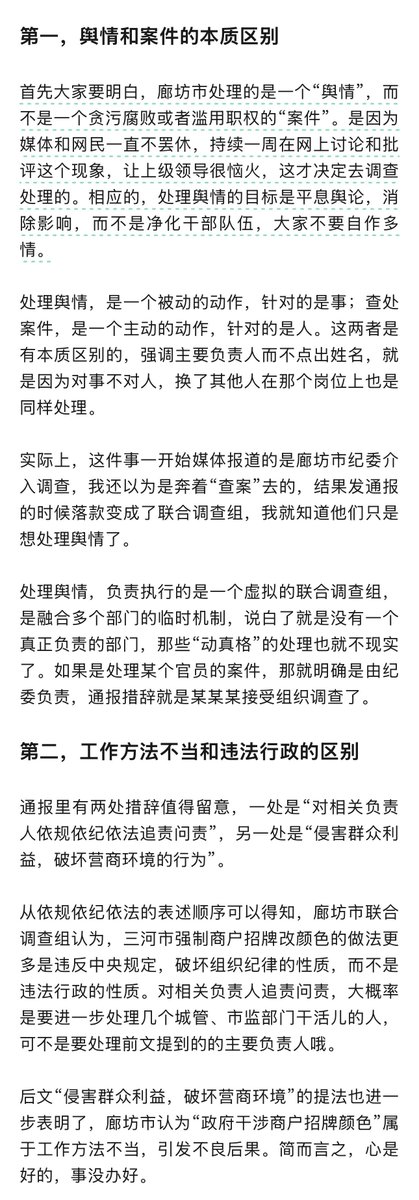 第一，舆情和案件的本质区别
首先大家要明白，廊坊市处理的是一个“舆情”，而
不是一个贪污腐败或者滥用职权的“案件”。是因为
媒体和网民一直不罢休，持续一周在网上讨论和批
评这个现象，让上级领导很恼火，这才决定去调查
处理的。相应的，处理舆情的目标是平息舆论，消
除影响，而不是净化干部队伍，大家不要自作多
情。
处理舆情，是一个被动的动作，针对的是事；查处
案件，是一个主动的动作，针对的是人。这两者是
有本质区别的，强调主要负责人而不点出姓名，就
是因为对事不对人，换了其他人在那个岗位上也是
同样处理。
实际上，这件事一开始媒体报道的是廊坊市纪委介
入调查，我还以为是奔着“查案”去的，结果发通报
的时候落款变成了联合调查组，我就知道他们只是
想处理舆情了。
处理舆情，负责执行的是一个虚拟的联合调查组，
是融合多个部门的临时机制，说白了就是没有一个
真正负责的部门，那些“动真格”的处理也就不现实
了。如果是处理某个官员的案件，那就明确是由纪
委负责，通报措辞就是某某某接受组织调查了。
第二，工作方法不当和违法行政的区别
通报里有两处措辞值得留意，一处是“对相关负责
人依规依纪依法追责问责”，另一处是“侵害群众利
益，破坏营商环境的行为”。
从依规依纪依法的表述顺序可以得知，廊坊市联合
调查组认为，三河市强制商户招牌改颜色的做法更
多是违反中央规定，破坏组织纪律的性质，而不是
违法行政的性质。对相关负责人追责问责，大概率
是要进一步处理几个城管、市监部门干活儿的人，
可不是要处理前文提到的的主要负责人哦。
后文“侵害群众利益，破坏营商环境”的提法也进一
步表明了，廊坊市认为“政府干涉商户招牌颜色”属
于工作方法不当，引发不良后果。简而言之，心是
好的，事没办好。